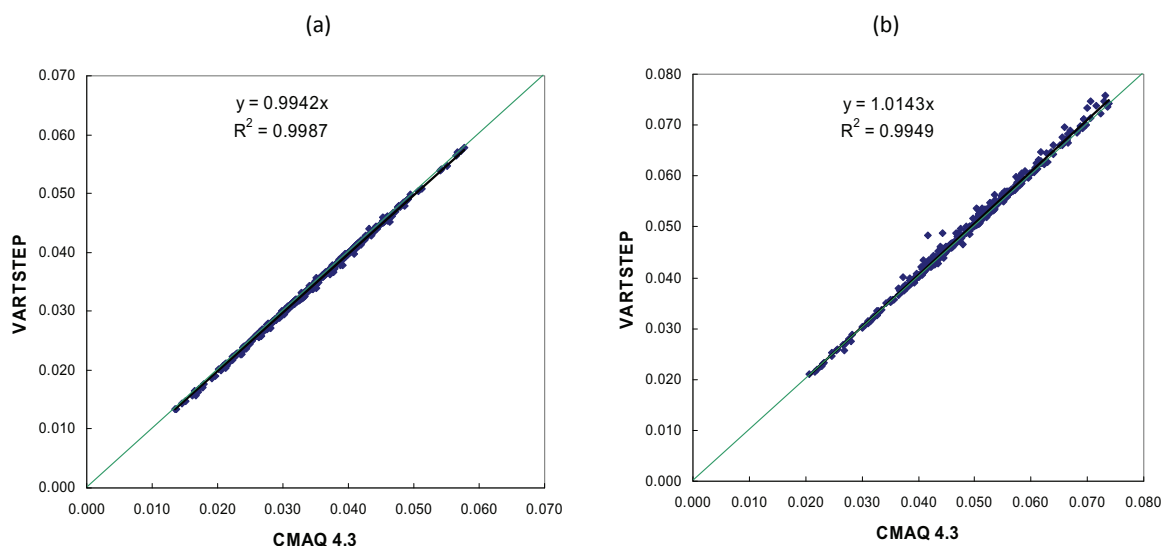 (a)
0.070
0.060
0.050
0.040
0.030
0.020
0.010
0.000
VARTSTEP
y = 0.9942x
R² = 0.9987
0.000 0.010 0.020 0.030 0.040 0.050 0.060 0.070
CMAQ 4.3
(b)
0.080
0.070
0.060
0.050
0.040
0.030
0.020
0.010
0.000
VARTSTEP
y = 1.0143x
R² = 0.9949
0.000 0.010 0.020 0.030 0.040 0.050 0.060 0.070 0.080
CMAQ 4.3